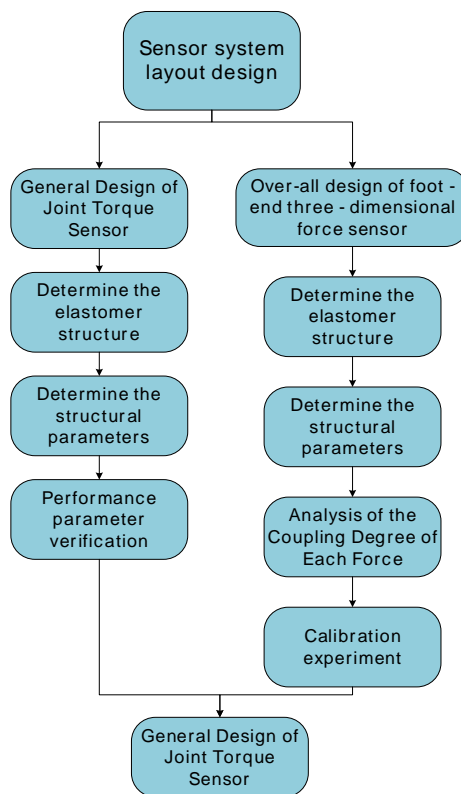 Sensor system
layout design
General Design of
Joint Torque
Sensor
Determine the
elastomer
structure
Determine the
structural
parameters
Performance
parameter
verification
Over-all design of foot -
end three - dimensional
force sensor
Determine the
elastomer
structure
Determine the
structural
parameters
Analysis of the
Coupling Degree of
Each Force
Calibration
experiment
General Design of
Joint Torque
Sensor